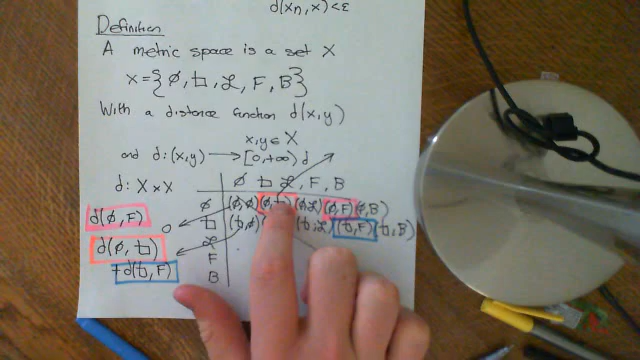 d(xn, x) < ε
Definition
A metric space is a set X
X = {∅, ㄣ, ℒ, F, B}
With a distance function d(x,y)
x,y ∈ X
and d: (x,y) → [0,+∞) d
d: X × X
∅ ㄣ ℒ, F, B
∅ (∅,∅) (∅, (∅,ℒ) (∅,F) (∅,B)
ㄣ (ㄣ,∅) (ㄣ,ℒ) (ㄣ,F) (ㄣ,B)
ℒ
F
B
d(∅,F)
0
d(∅,ㄣ)
+d(ㄣ,F)